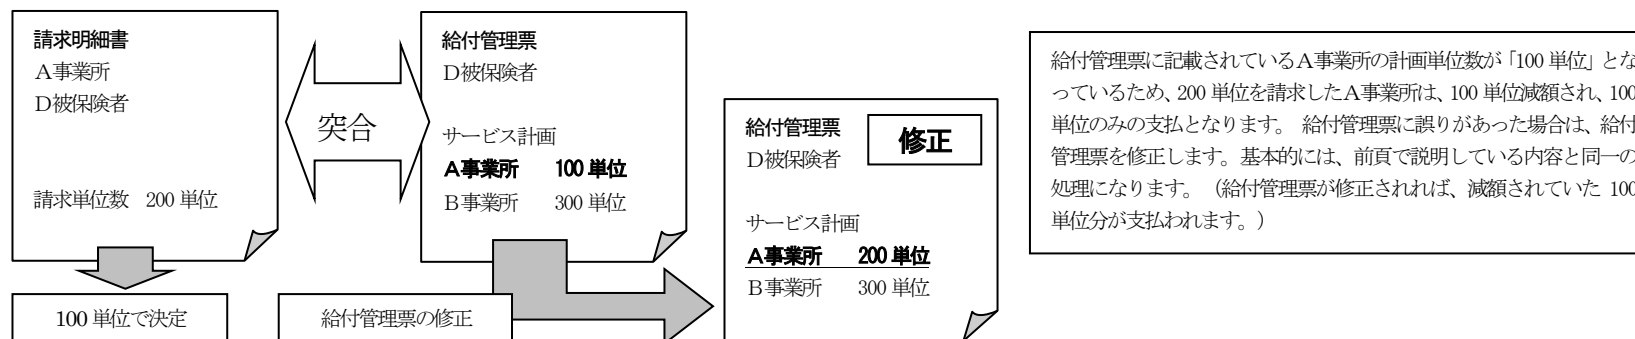 請求明細書
A事業所
D被保険者
請求単位数 200 単位
突合
給付管理票
D被保険者
サービス計画
A事業所 100 単位
B事業所 300 単位
100 単位で決定
給付管理票の修正
給付管理票
修正
D被保険者
サービス計画
A事業所 200 単位
B事業所 300 単位
給付管理票に記載されているA事業所の計画単位数が「100 単位」とな
っているため、200 単位を請求したA事業所は、100 単位減額され、100
単位のみの支払となります。 給付管理票に誤りがあった場合は、給付
管理票を修正します。基本的には、前頁で説明している内容と同一の
処理になります。 （給付管理票が修正されれば、減額されていた 100
単位分が支払われます。）